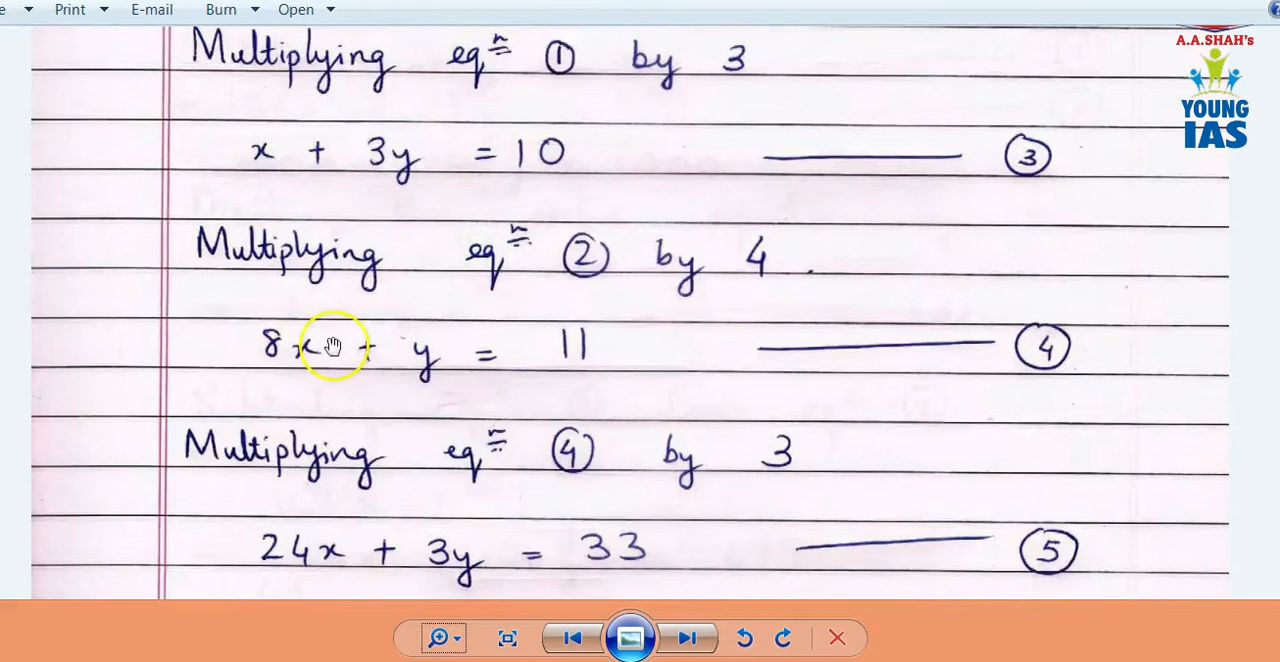 Print E-mail Burn Open
A.A.SHAH's
YOUNG
IAS
Multiplying eqn ① by 3
x + 3y = 10 ③
Multiplying eqn ② by 4 .
8x + y = 11 ④
Multiplying eqn ④ by 3
24x + 3y = 33 ⑤